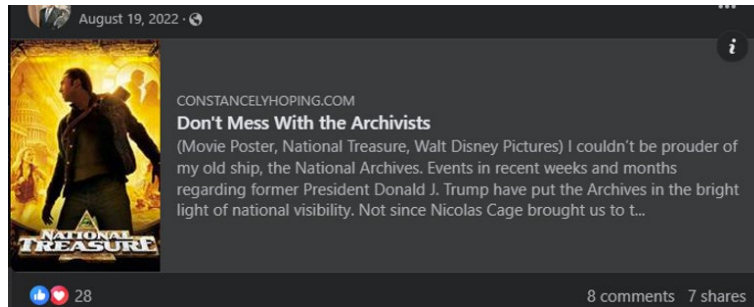 August 19, 2022 ·
CONSTANCELYHOPING.COM
Don't Mess With the Archivists
(Movie Poster, National Treasure, Walt Disney Pictures) I couldn't be prouder of
my old ship, the National Archives. Events in recent weeks and months
regarding former President Donald J. Trump have put the Archives in the bright
light of national visibility. Not since Nicolas Cage brought us to t...
NATIONAL
TREASURE
28
8 comments 7 shares